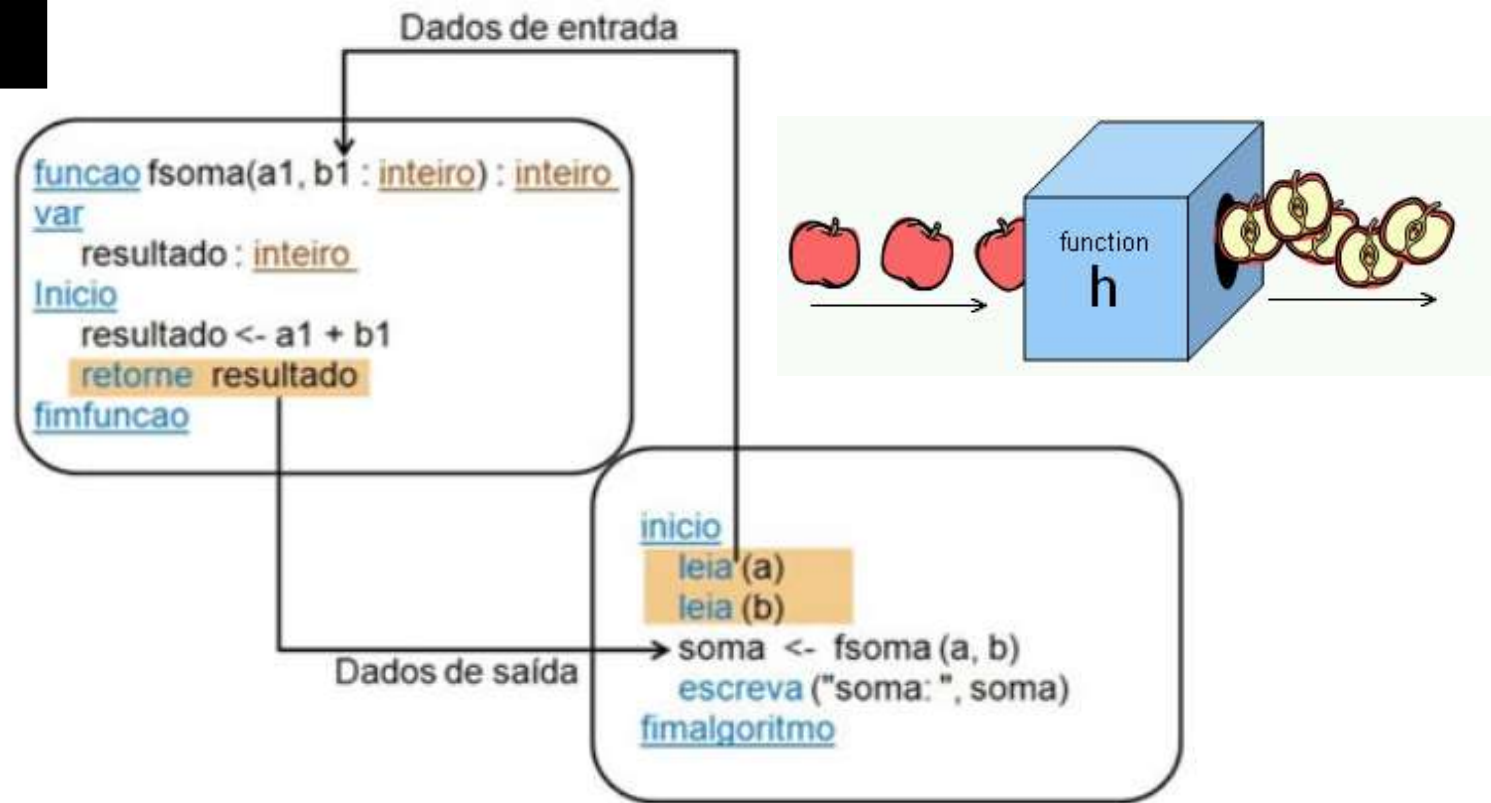 Dados de entrada
funcao fsoma(a1, b1 : inteiro) : inteiro
var
resultado : inteiro
Inicio
resultado <- a1 + b1
retorne resultado
fimfuncao
function
h
inicio
leia (a)
leia (b)
soma <- fsoma (a, b)
escreva ("soma: ", soma)
fimalgoritmo
Dados de saída